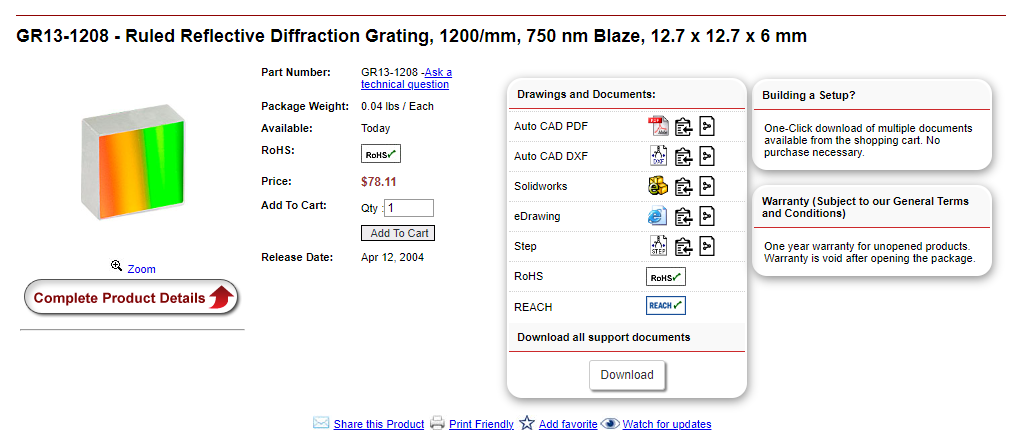 GR13-1208 - Ruled Reflective Diffraction Grating, 1200/mm, 750 nm Blaze, 12.7 x 12.7 x 6 mm
Zoom
Complete Product Details
Part Number: GR13-1208 -Ask a
technical question
Package Weight: 0.04 lbs / Each
Available: Today
RoHS: RoHS✓
Price: $78.11
Add To Cart: Qty :1
Add To Cart
Release Date: Apr 12, 2004
Drawings and Documents:
Auto CAD PDF
Auto CAD DXF
Solidworks
eDrawing
Step
RoHS RoHS✓
REACH REACH✓
Download all support documents
Download
Building a Setup?
One-Click download of multiple documents
available from the shopping cart. No
purchase necessary.
Warranty (Subject to our General Terms
and Conditions)
One year warranty for unopened products.
Warranty is void after opening the package.
Share this Product Print Friendly Add favorite Watch for updates